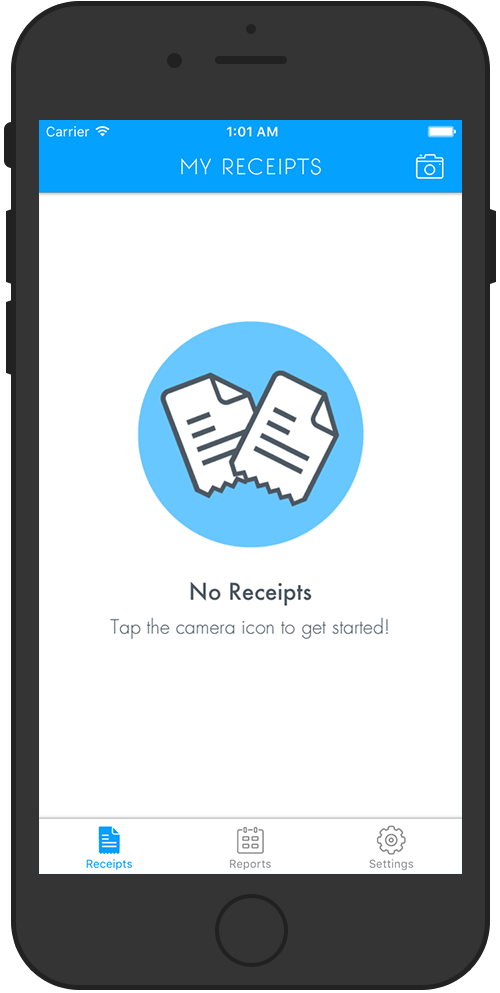 Carrier 1:01 AM
MY RECEIPTS
No Receipts
Tap the camera icon to get started!
Receipts Reports Settings